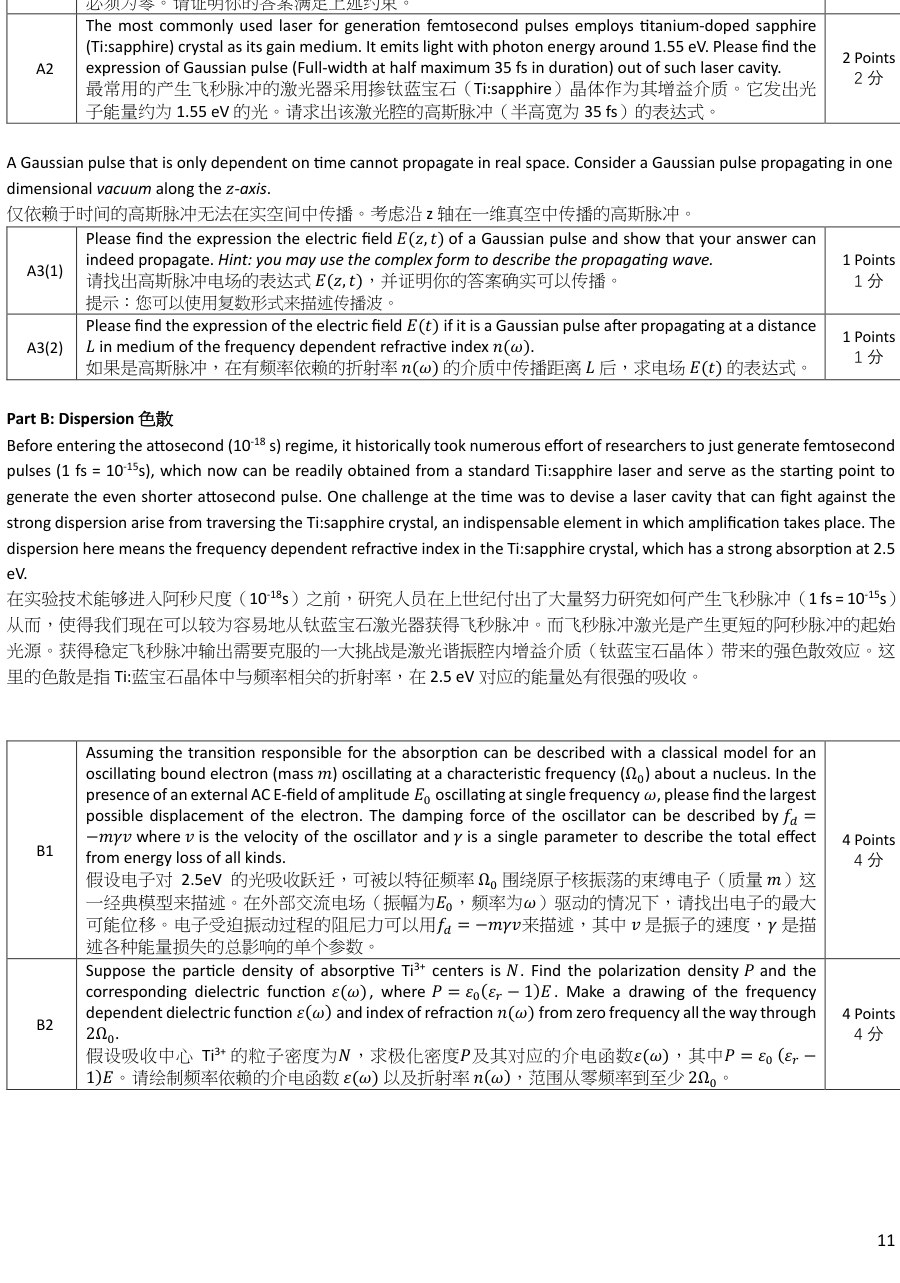 必须为零。请证明你的答案满足上述约束。
The most commonly used laser for generation femtosecond pulses employs titanium-doped sapphire
(Ti:sapphire) crystal as its gain medium. It emits light with photon energy around 1.55 eV. Please find the
expression of Gaussian pulse (Full-width at half maximum 35 fs in duration) out of such laser cavity.
最常用的产生飞秒脉冲的激光器采用掺钛蓝宝石（Ti:sapphire）晶体作为其增益介质。它发出光
子能量约为 1.55 eV 的光。请求出该激光腔的高斯脉冲（半高宽为 35 fs）的表达式。
A2
2 Points
2 分
A Gaussian pulse that is only dependent on time cannot propagate in real space. Consider a Gaussian pulse propagating in one
dimensional vacuum along the z-axis.
仅依赖于时间的高斯脉冲无法在实空间中传播。考虑沿 z 轴在一维真空中传播的高斯脉冲。
Please find the expression the electric field E(z, t) of a Gaussian pulse and show that your answer can
indeed propagate. Hint: you may use the complex form to describe the propagating wave.
请找出高斯脉冲电场的表达式 E(z, t)，并证明你的答案确实可以传播。
提示：您可以使用复数形式来描述传播波。
A3(1)
1 Points
1 分
Please find the expression of the electric field E(t) if it is a Gaussian pulse after propagating at a distance
L in medium of the frequency dependent refractive index n(ω).
如果是高斯脉冲，在有频率依赖的折射率 n(ω) 的介质中传播距离 L 后，求电场 E(t) 的表达式。
A3(2)
1 Points
1 分
Part B: Dispersion 色散
Before entering the attosecond (10⁻¹⁸ s) regime, it historically took numerous effort of researchers to just generate femtosecond
pulses (1 fs = 10⁻¹⁵s), which now can be readily obtained from a standard Ti:sapphire laser and serve as the starting point to
generate the even shorter attosecond pulse. One challenge at the time was to devise a laser cavity that can fight against the
strong dispersion arise from traversing the Ti:sapphire crystal, an indispensable element in which amplification takes place. The
dispersion here means the frequency dependent refractive index in the Ti:sapphire crystal, which has a strong absorption at 2.5
eV.
在实验技术能够进入阿秒尺度（10⁻¹⁸s）之前，研究人员在上世纪付出了大量努力研究如何产生飞秒脉冲（1 fs = 10⁻¹⁵s）
从而，使得我们现在可以较为容易地从钛蓝宝石激光器获得飞秒脉冲。而飞秒脉冲激光是产生更短的阿秒脉冲的起始
光源。获得稳定飞秒脉冲输出需要克服的一大挑战是激光谐振腔内增益介质（钛蓝宝石晶体）带来的强色散效应。这
里的色散是指 Ti:蓝宝石晶体中与频率相关的折射率，在 2.5 eV 对应的能量处有很强的吸收。
Assuming the transition responsible for the absorption can be described with a classical model for an
oscillating bound electron (mass m) oscillating at a characteristic frequency (Ω₀) about a nucleus. In the
presence of an external AC E-field of amplitude E₀ oscillating at single frequency ω, please find the largest
possible displacement of the electron. The damping force of the oscillator can be described by f_d =
−mγv where v is the velocity of the oscillator and γ is a single parameter to describe the total effect
from energy loss of all kinds.
假设电子对 2.5eV 的光吸收跃迁，可被以特征频率 Ω₀ 围绕原子核振荡的束缚电子（质量 m）这
一经典模型来描述。在外部交流电场（振幅为E₀，频率为ω）驱动的情况下，请找出电子的最大
可能位移。电子受迫振动过程的阻尼力可以用f_d = −mγv来描述，其中 v 是振子的速度，γ 是描
述各种能量损失的总影响的单个参数。
B1
4 Points
4 分
Suppose the particle density of absorptive Ti³⁺ centers is N. Find the polarization density P and the
corresponding dielectric function ε(ω), where P = ε₀(εᵣ − 1)E. Make a drawing of the frequency
dependent dielectric function ε(ω) and index of refraction n(ω) from zero frequency all the way through
2Ω₀.
假设吸收中心 Ti³⁺ 的粒子密度为N，求极化密度P及其对应的介电函数ε(ω)，其中P = ε₀ (εᵣ −
1)E。请绘制频率依赖的介电函数 ε(ω) 以及折射率 n(ω)，范围从零频率到至少 2Ω₀。
B2
4 Points
4 分
11